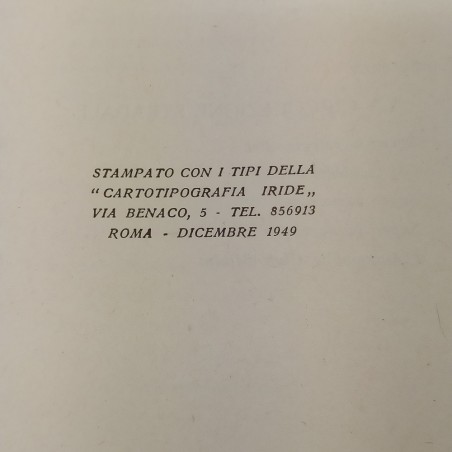 STAMPATO CON I TIPI DELLA
“ CARTOTIPOGRAFIA IRIDE „
VIA BENACO, 5 - TEL. 856913
ROMA - DICEMBRE 1949